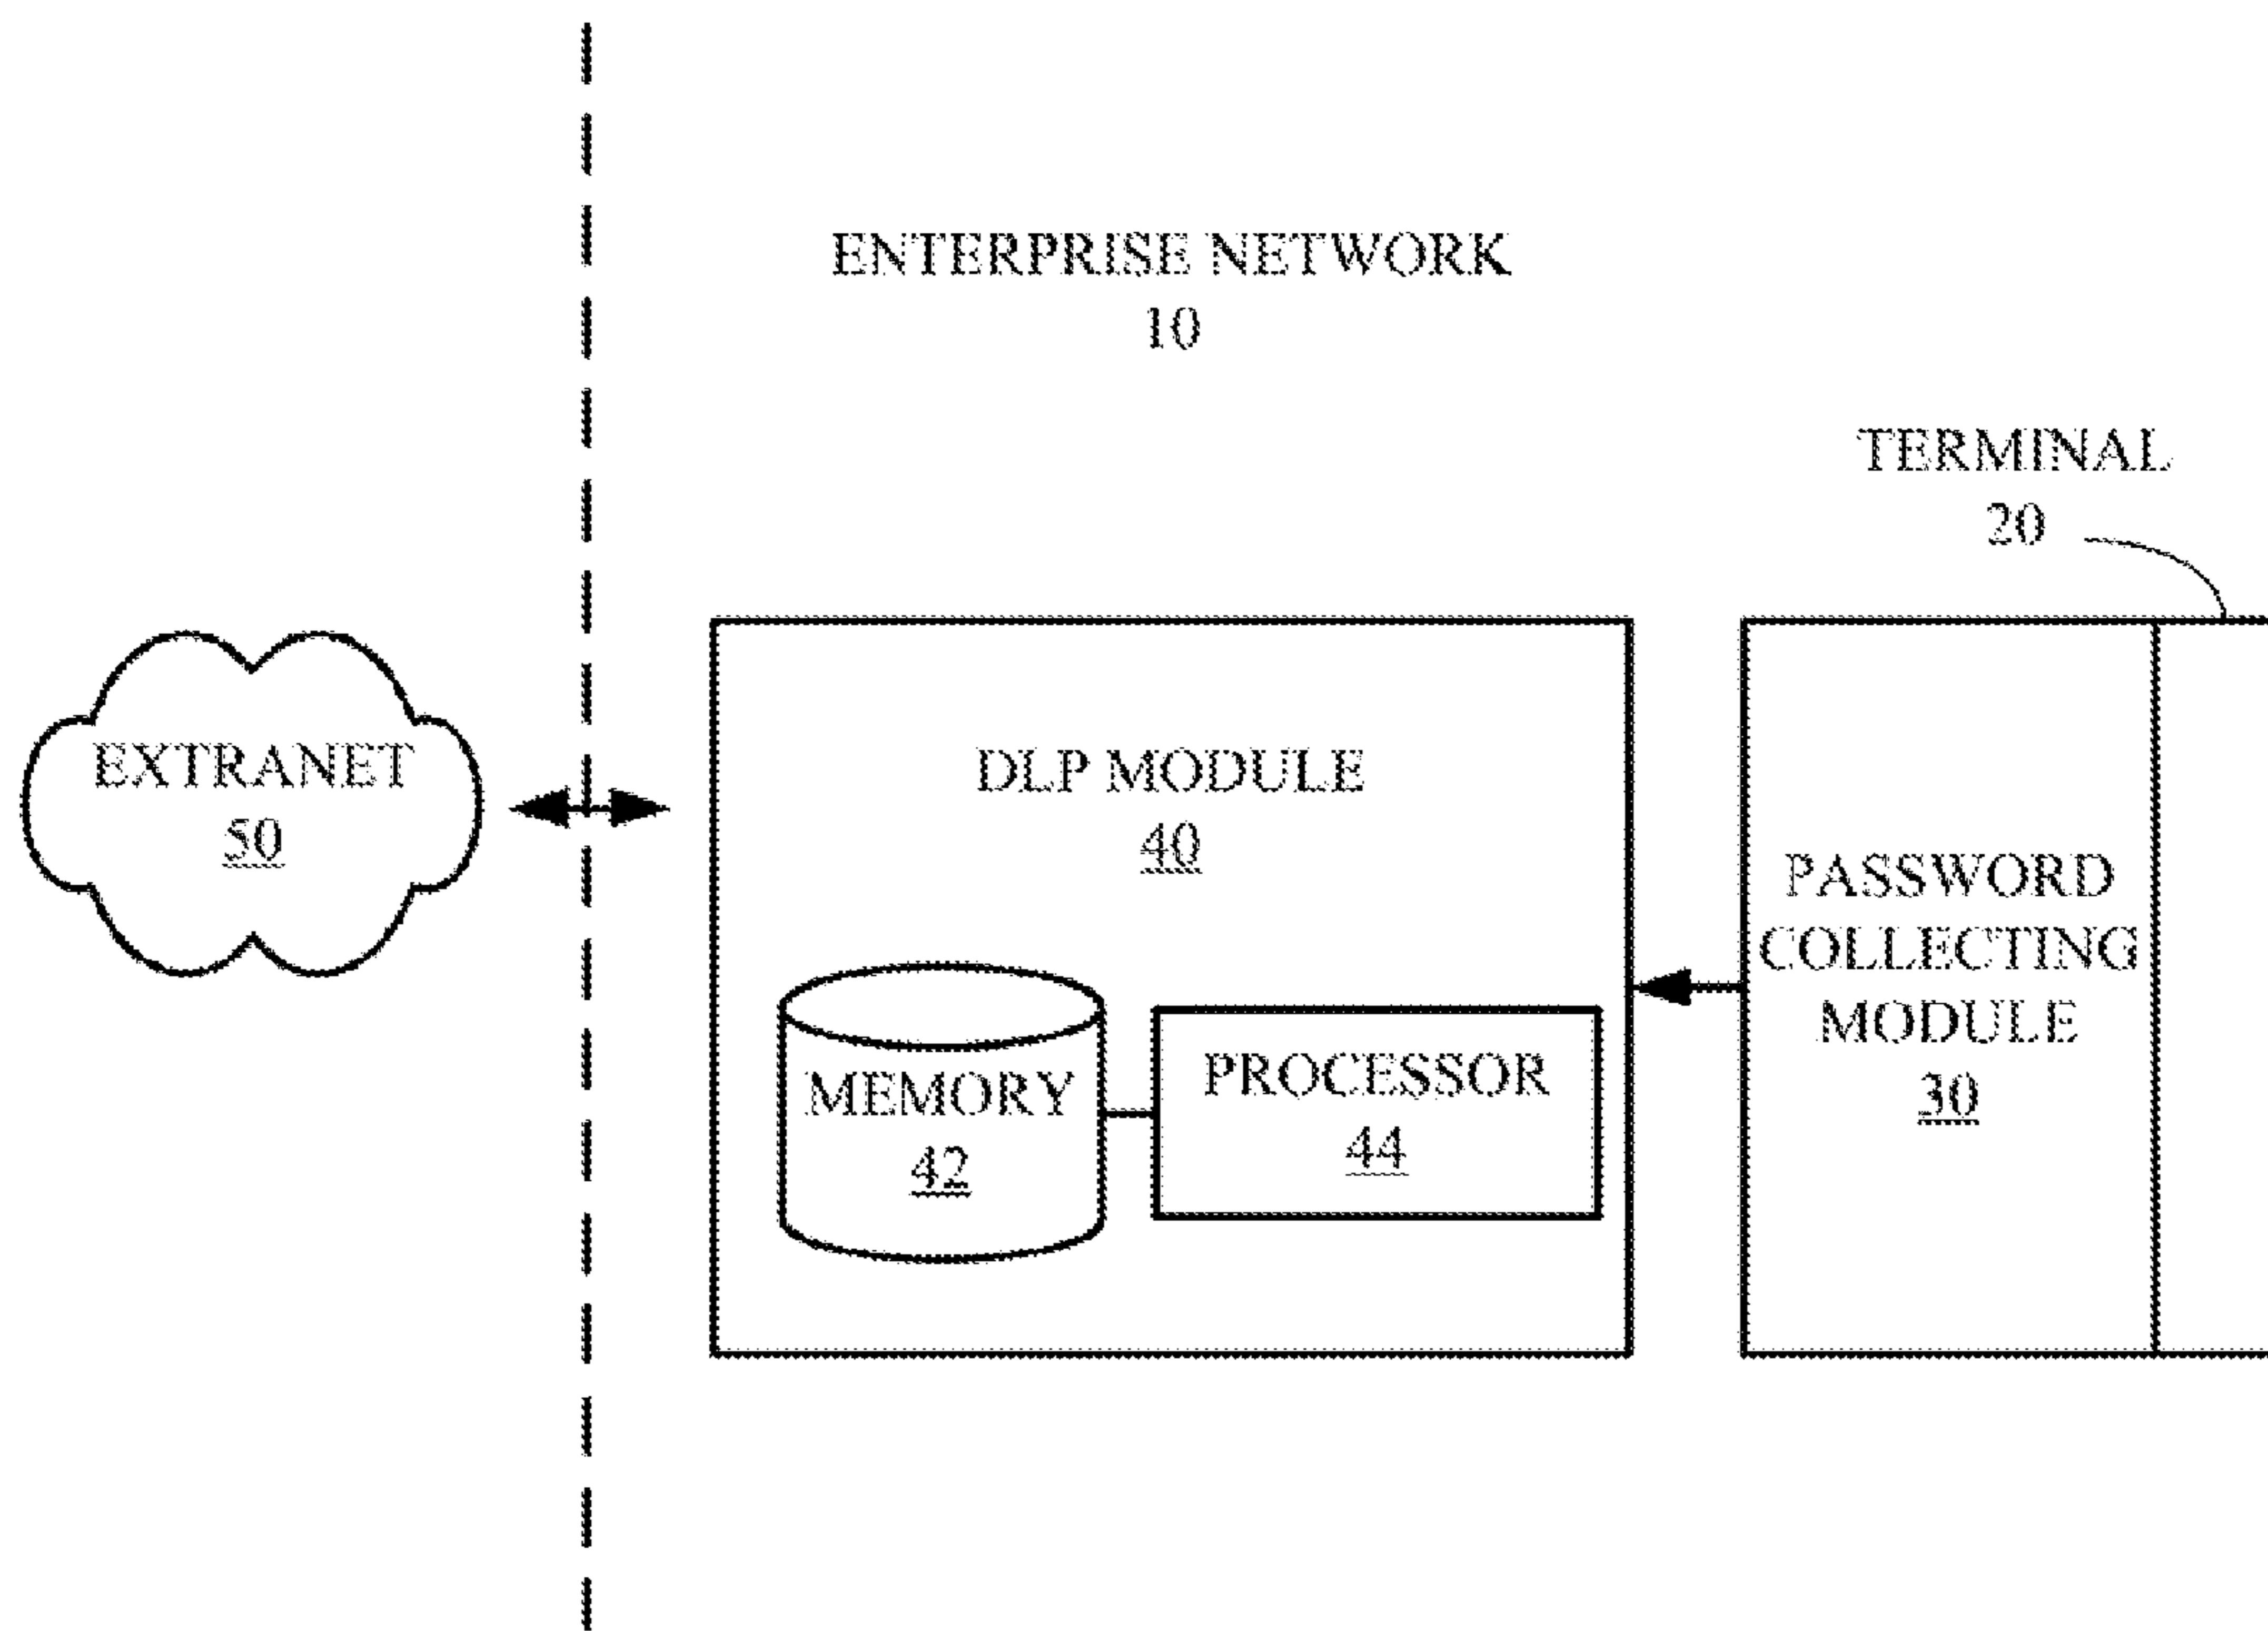 ENTERPRISE NETWORK
10
TERMINAL
20
EXTRANET
50
DLP MODULE
40
MEMORY
42
PROCESSOR
44
PASSWORD
COLLECTING
MODULE
30